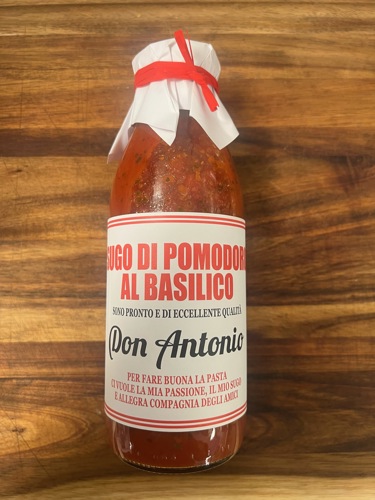 SUGO DI POMODORO
AL BASILICO
SONO PRONTO E DI ECCELLENTE QUALITÀ
Don Antonio
PER FARE BUONA LA PASTA
CI VUOLE LA MIA PASSIONE, IL MIO SUGO
E ALLEGRA COMPAGNIA DEGLI AMICI